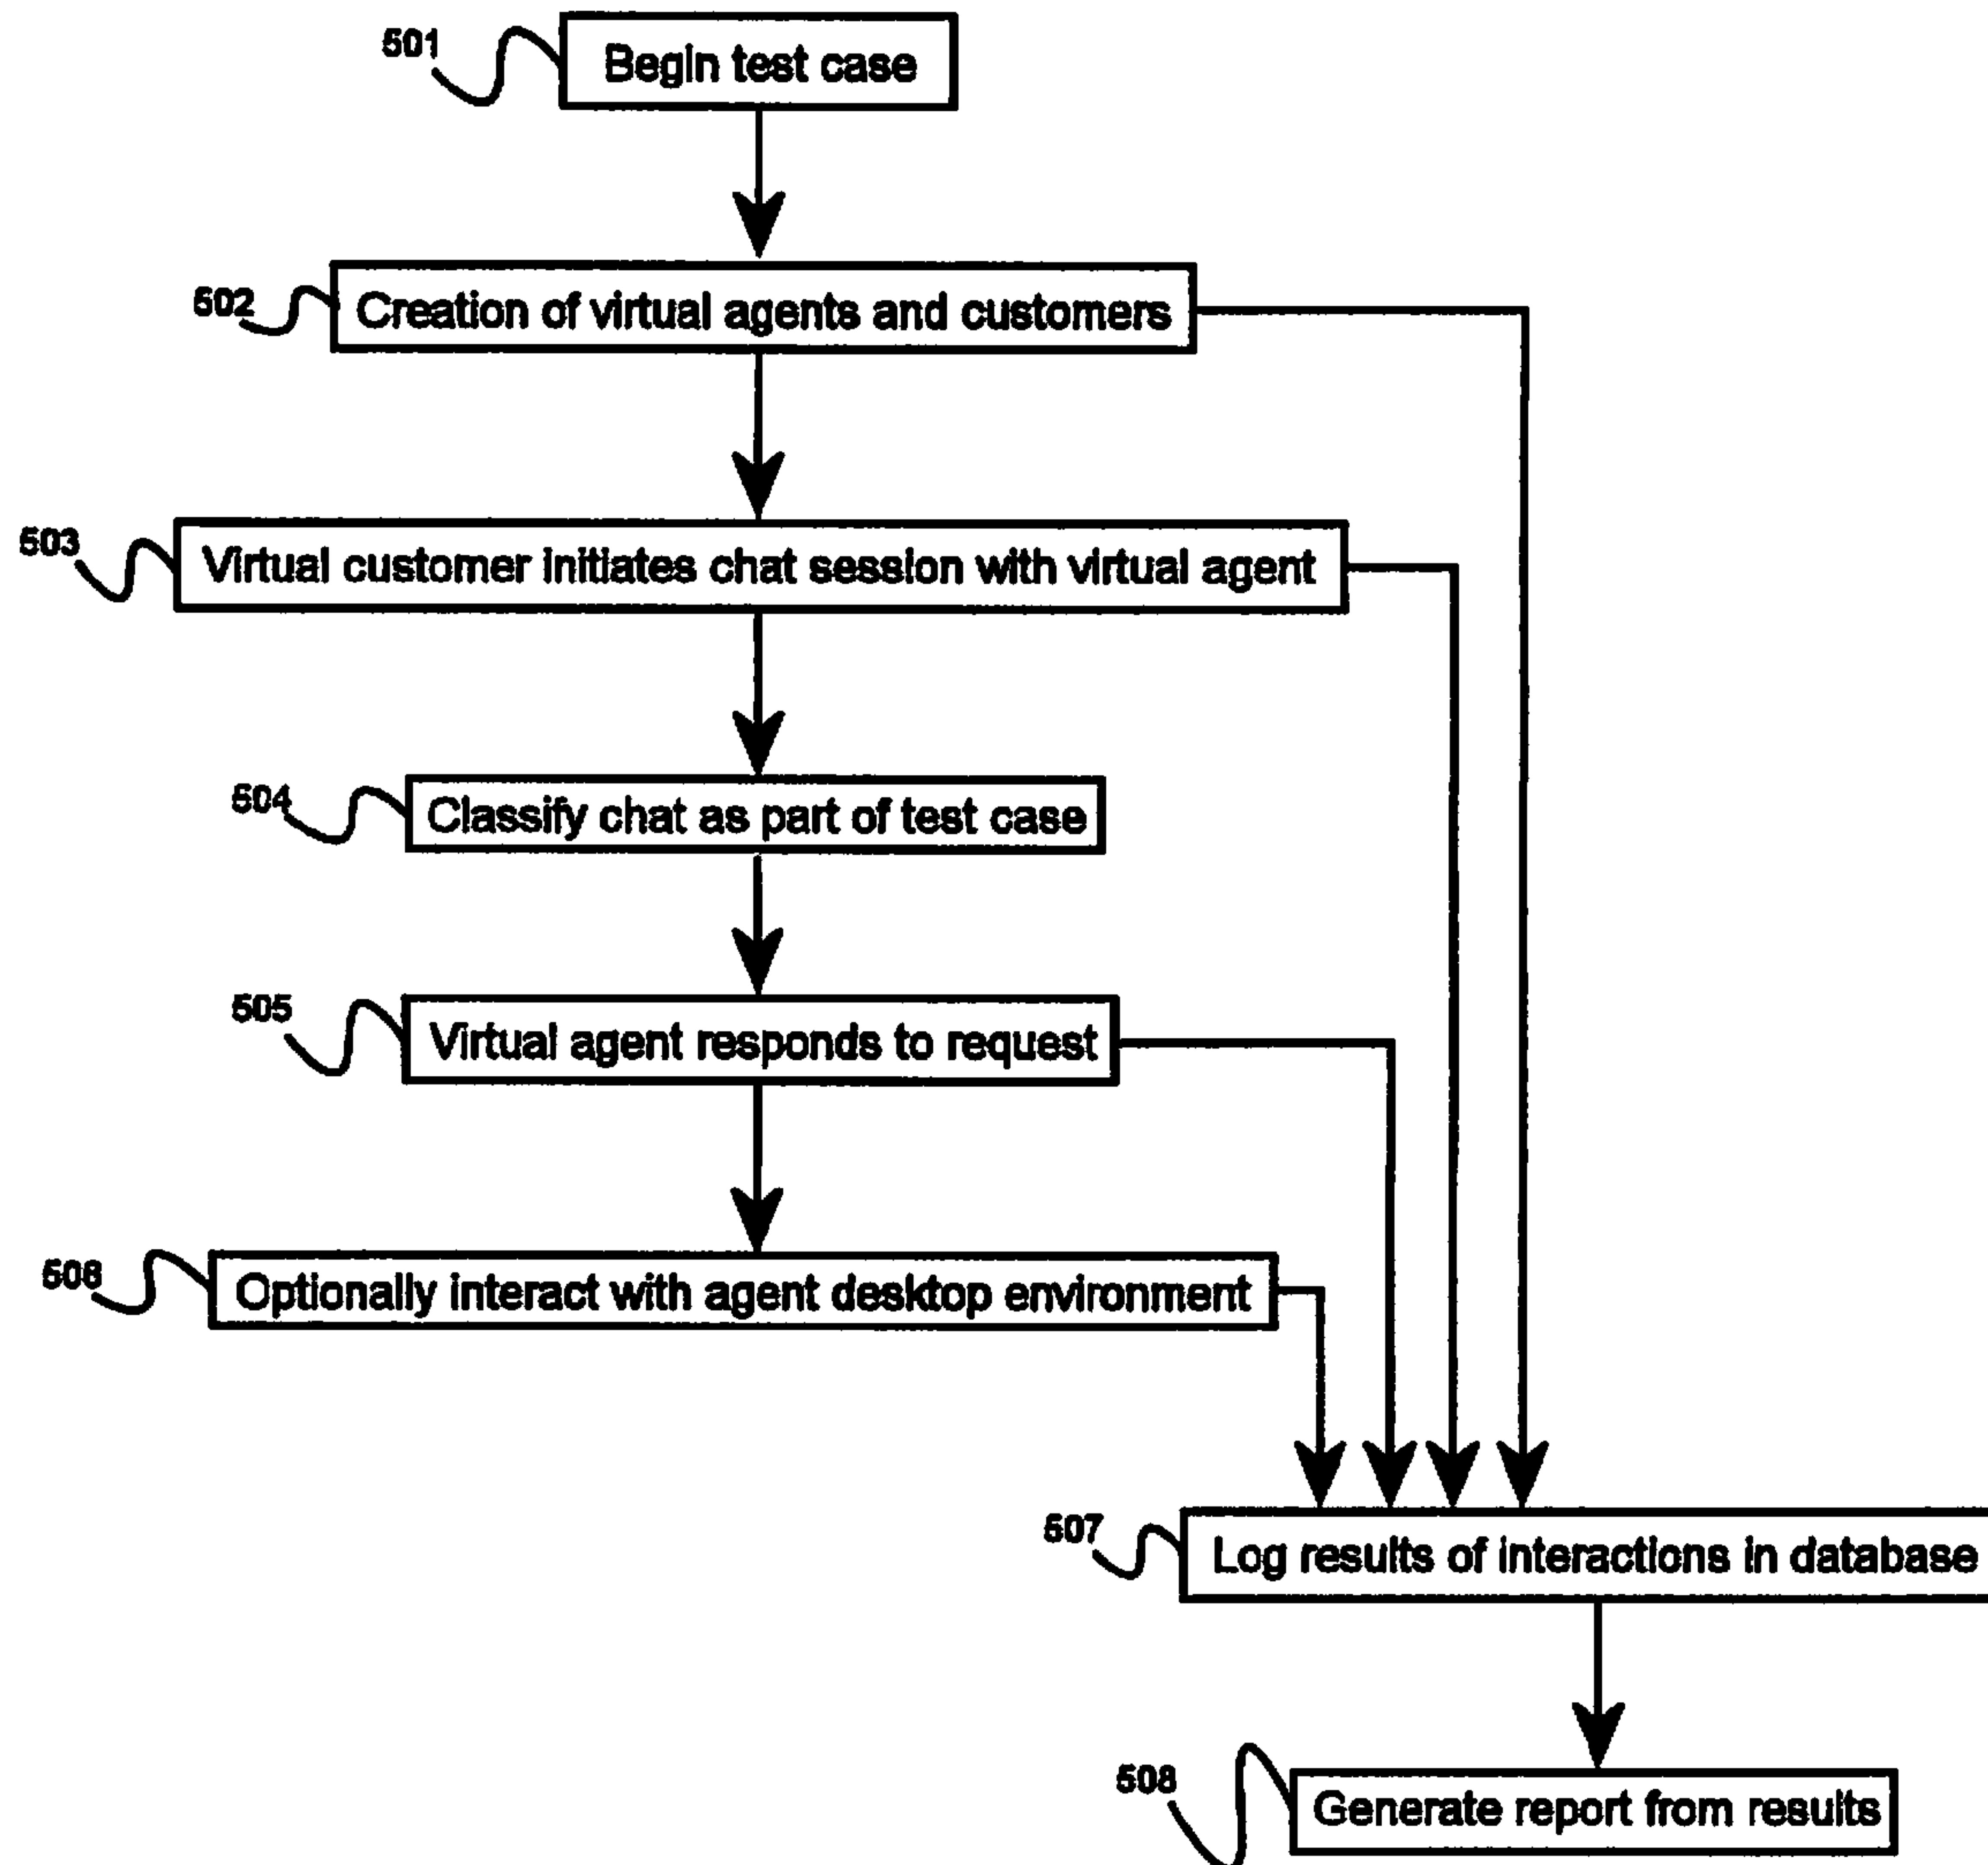 501
Begin test case
502
Creation of virtual agents and customers
503
Virtual customer initiates chat session with virtual agent
504
Classify chat as part of test case
505
Virtual agent responds to request
506
Optionally interact with agent desktop environment
507
Log results of interactions in database
508
Generate report from results